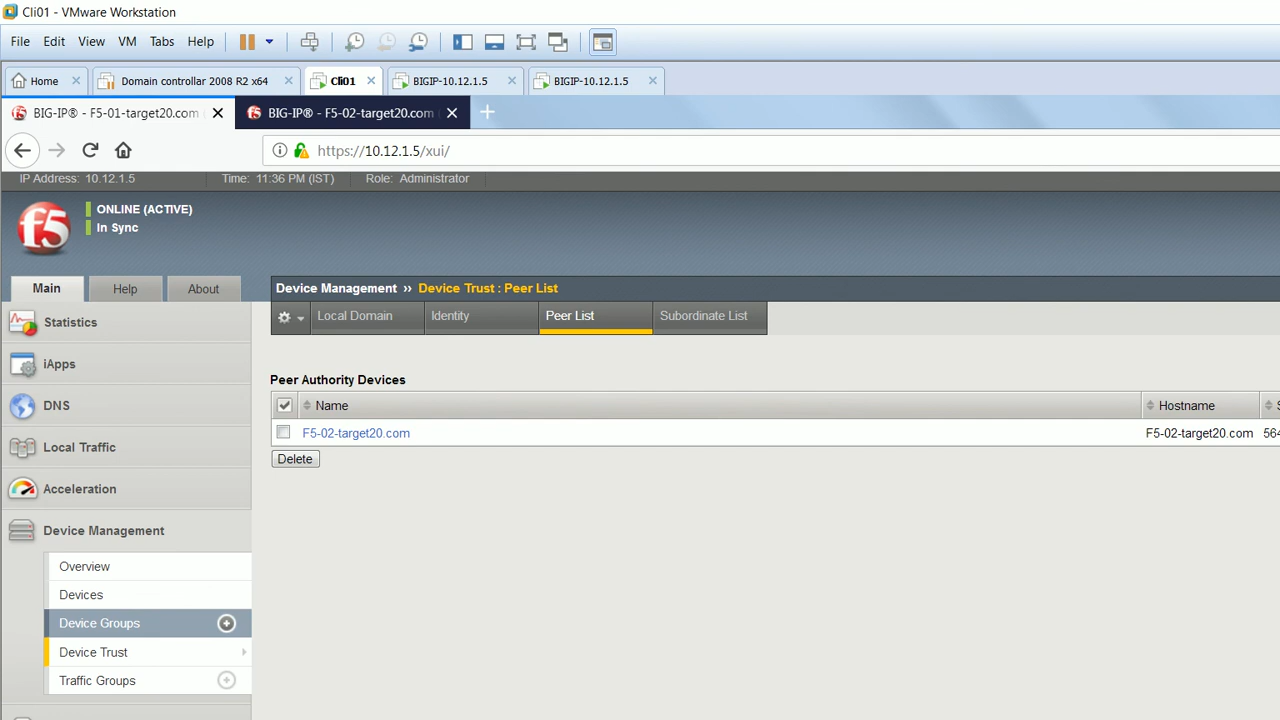 Cli01 - VMware Workstation
File Edit View VM Tabs Help
Home Domain controllar 2008 R2 x64 Cli01 BIGIP-10.12.1.5 BIGIP-10.12.1.5
BIG-IP® - F5-01-target20.com BIG-IP® - F5-02-target20.com
https://10.12.1.5/xui/
IP Address: 10.12.1.5 Time: 11:36 PM (IST) Role: Administrator
f5
ONLINE (ACTIVE)
In Sync
Main Help About
Device Management ›› Device Trust : Peer List
Local Domain Identity Peer List Subordinate List
Statistics
iApps
DNS
Local Traffic
Acceleration
Device Management
Overview
Devices
Device Groups
Device Trust
Traffic Groups
Peer Authority Devices
Name Hostname
F5-02-target20.com F5-02-target20.com 564
Delete